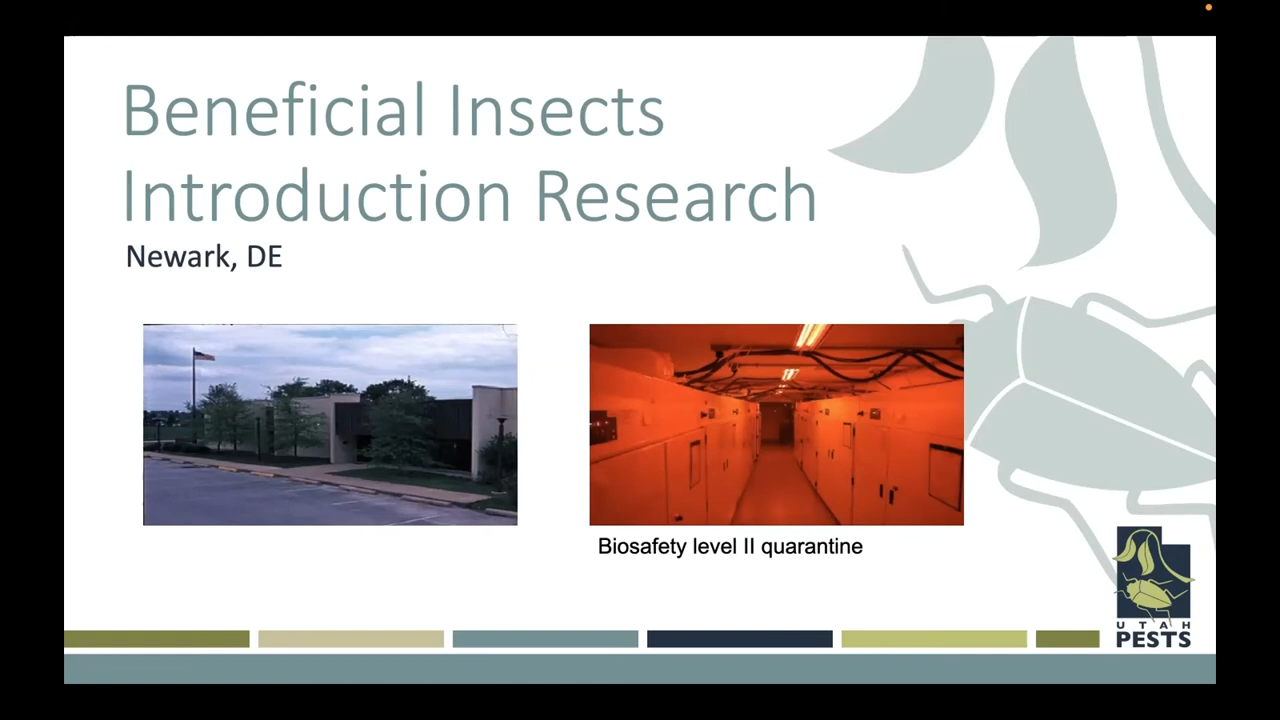 Beneficial Insects
Introduction Research
Newark, DE
Biosafety level II quarantine
UTAH
PESTS